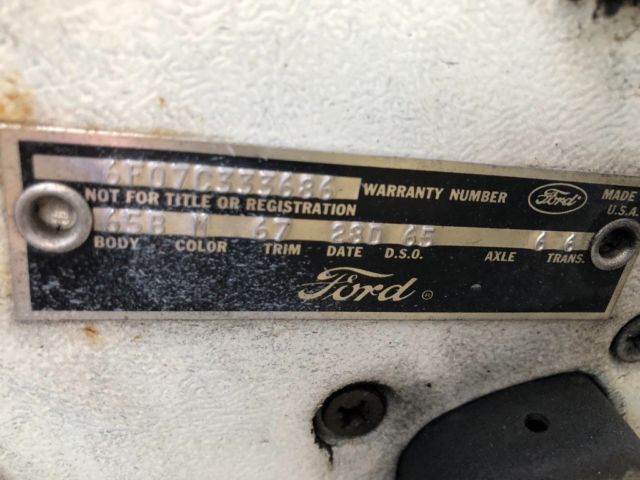 6F07C333686 WARRANTY NUMBER Ford MADE
NOT FOR TITLE OR REGISTRATION U.S.A
65B M 67 28D 65 6 6
BODY COLOR TRIM DATE D.S.O. AXLE TRANS.
Ford ®